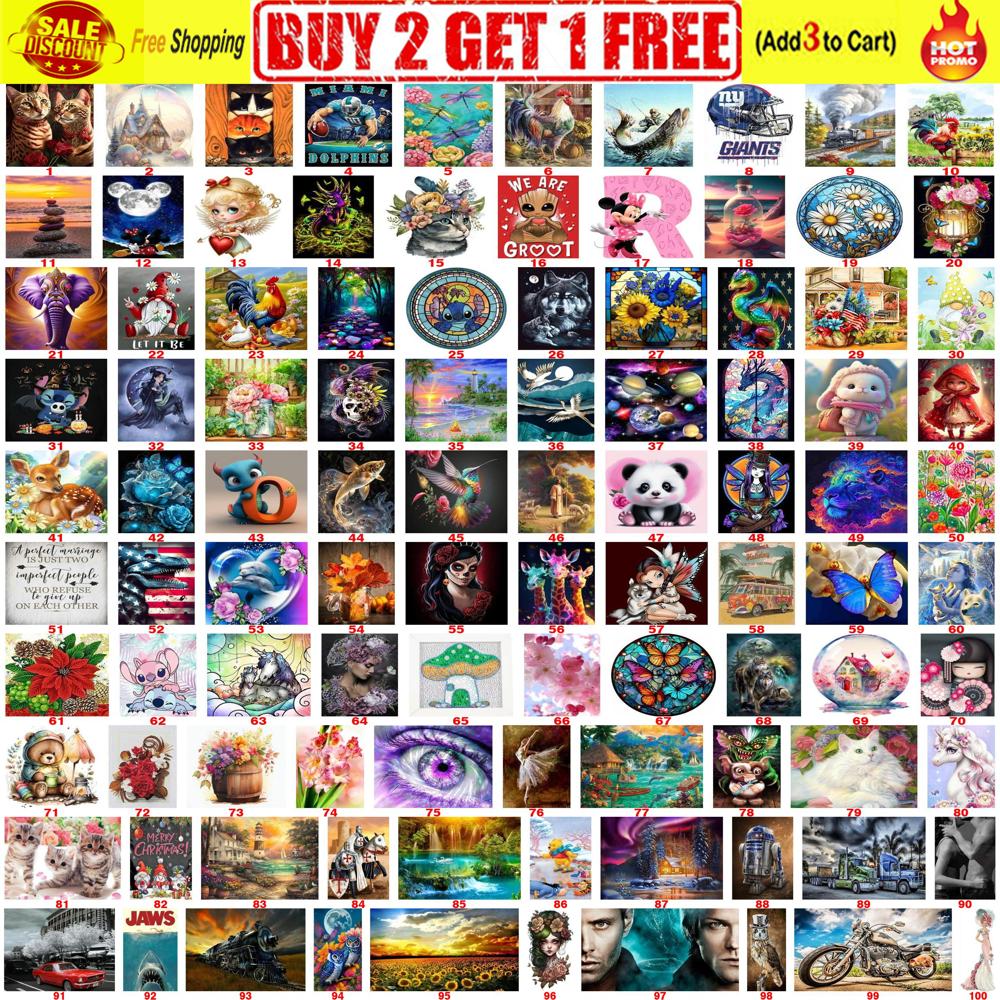 SALE
DISCOUNT
Free Shopping
BUY 2 GET 1 FREE
(Add 3 to Cart)
HOT
PROMO
MIAMI
DOLPHINS
ny
GIANTS
1 2 3 4 5 6 7 8 9 10
WE ARE
GROOT
R
11 12 13 14 15 16 17 18 19 20
LET IT BE
21 22 23 24 25 26 27 28 29 30
31 32 33 34 35 36 37 38 39 40
O
41 42 43 44 45 46 47 48 49 50
A perfect marriage
IS JUST TWO
imperfect people
WHO REFUSE
to give up
ON EACH OTHER
51 52 53 54 55 56 57 58 59 60
61 62 63 64 65 66 67 68 69 70
71 72 73 74 75 76 77 78 79 80
MERRY
CHRISTMAS!
81 82 83 84 85 86 87 88 89 90
JAWS
91 92 93 94 95 96 97 98 99 100